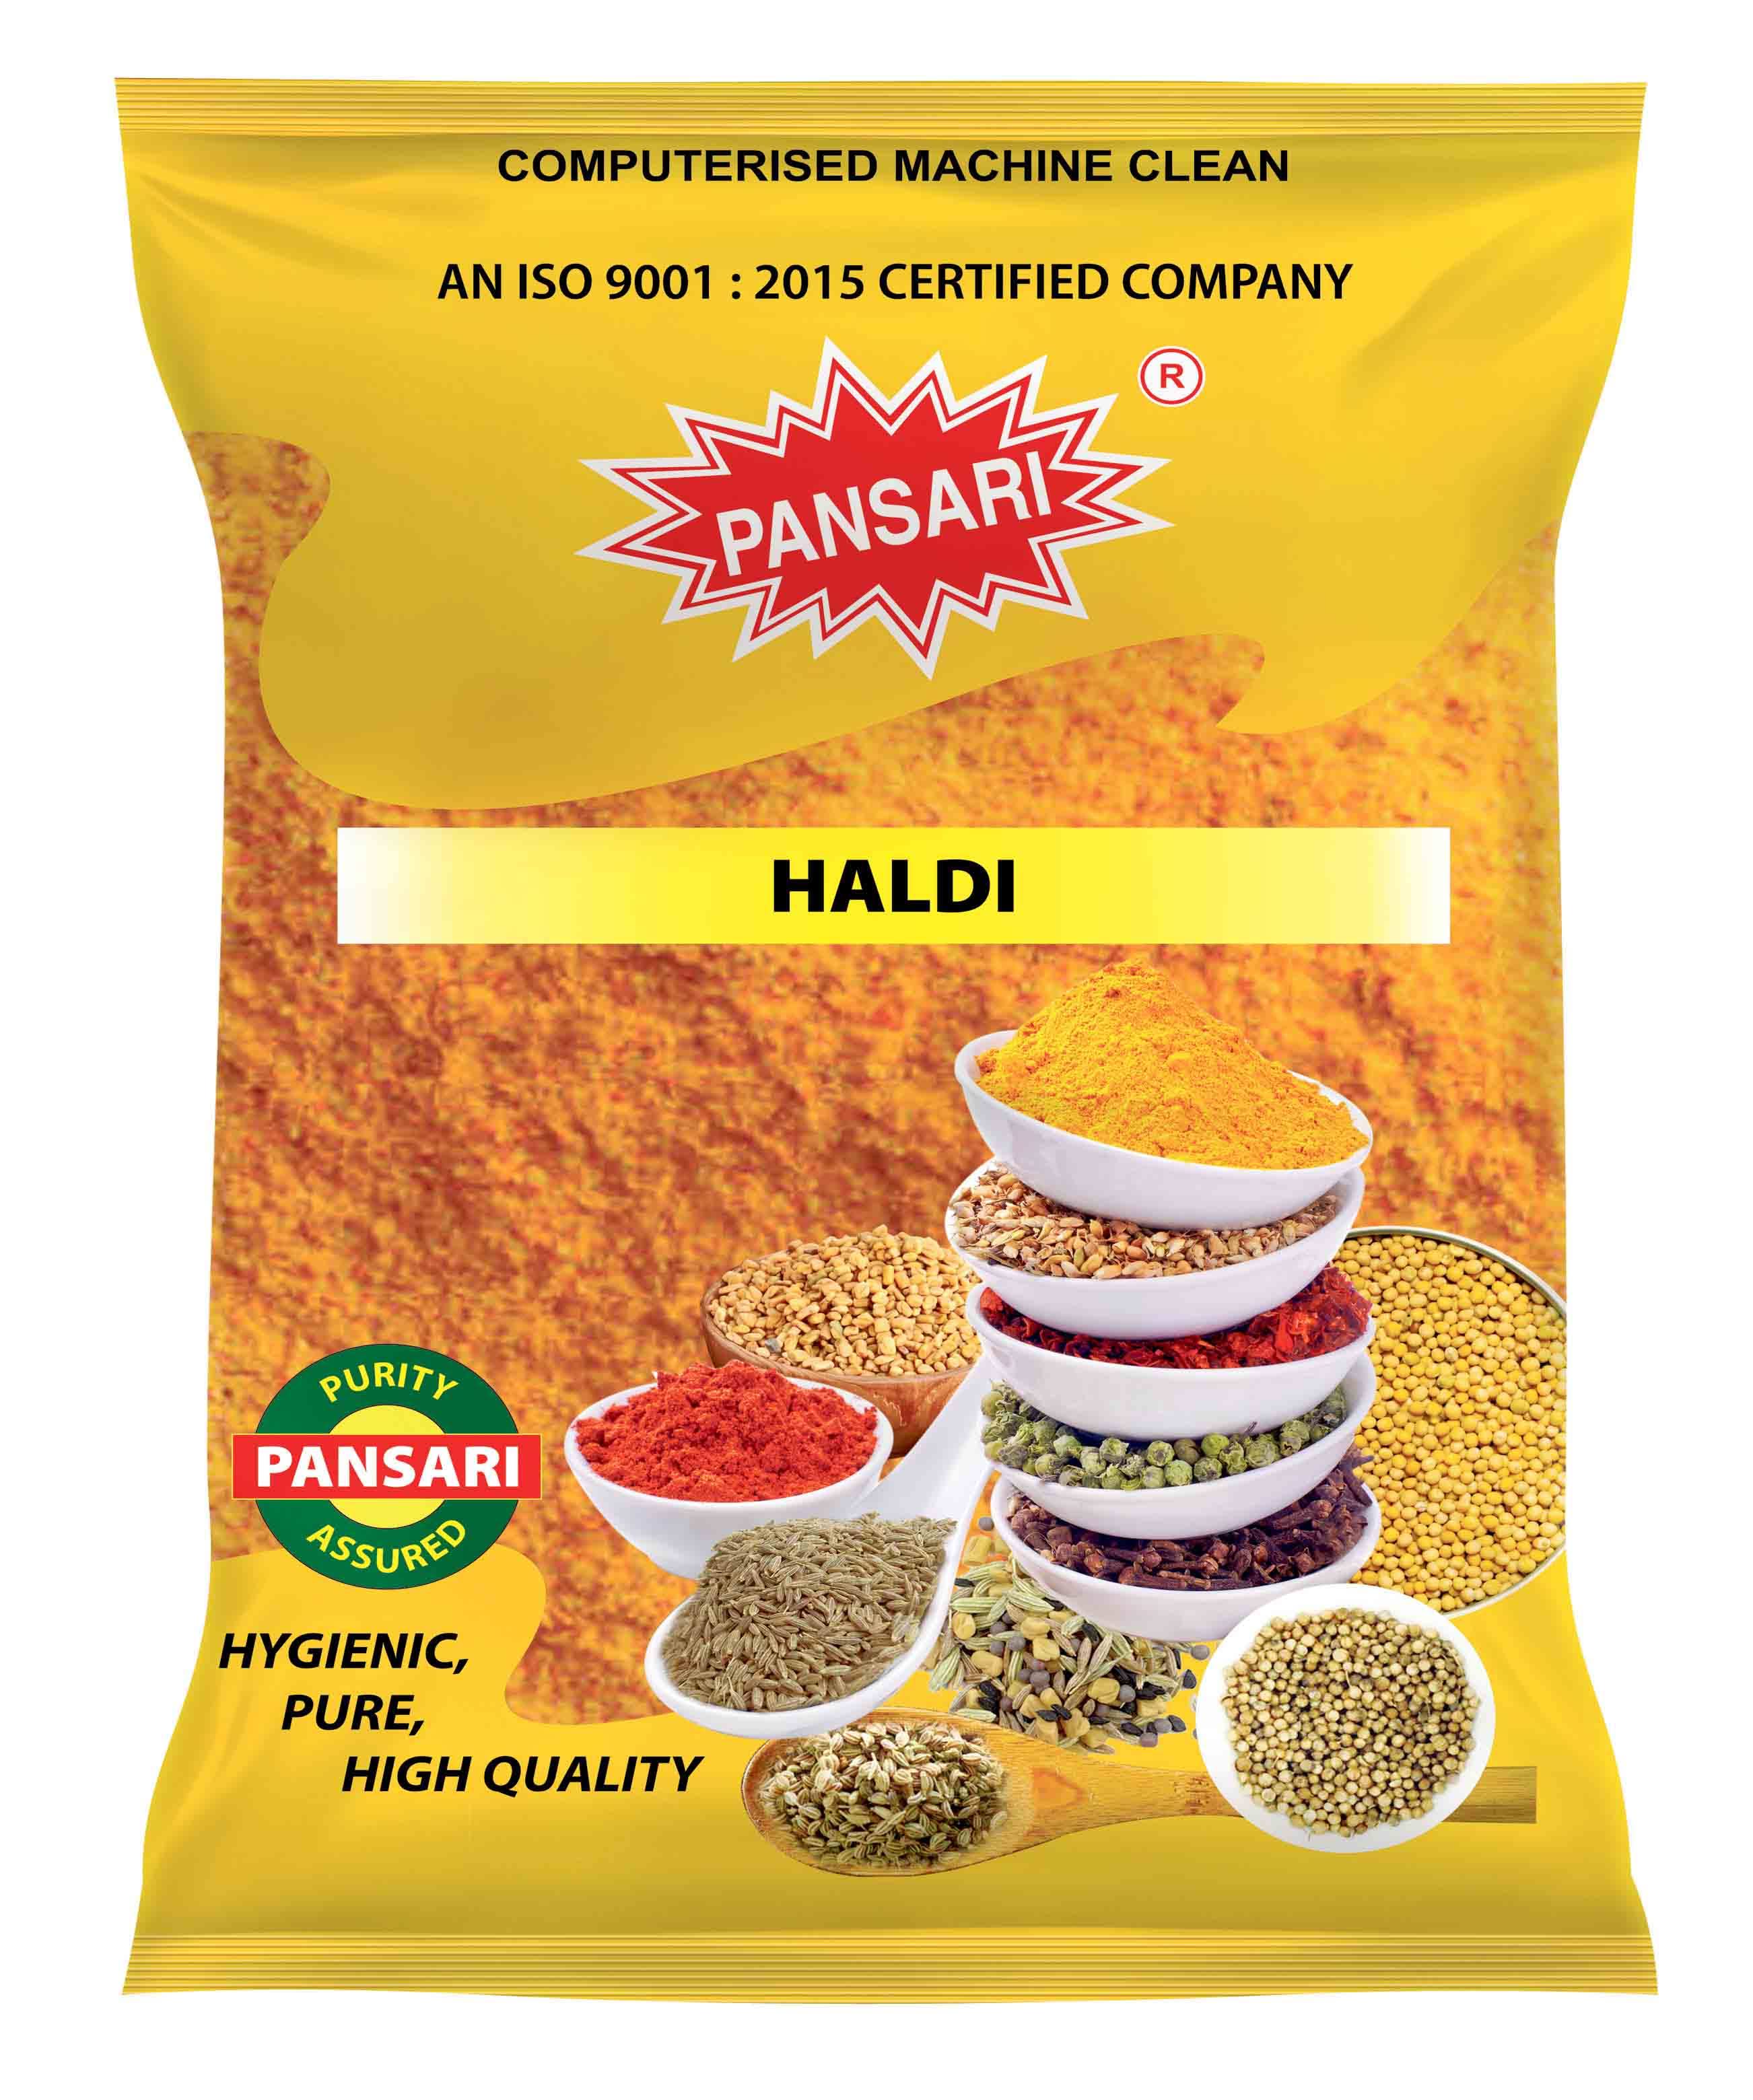 COMPUTERISED MACHINE CLEAN
AN ISO 9001 : 2015 CERTIFIED COMPANY
PANSARI
®
HALDI
PURITY
PANSARI
ASSURED
HYGIENIC,
PURE,
HIGH QUALITY